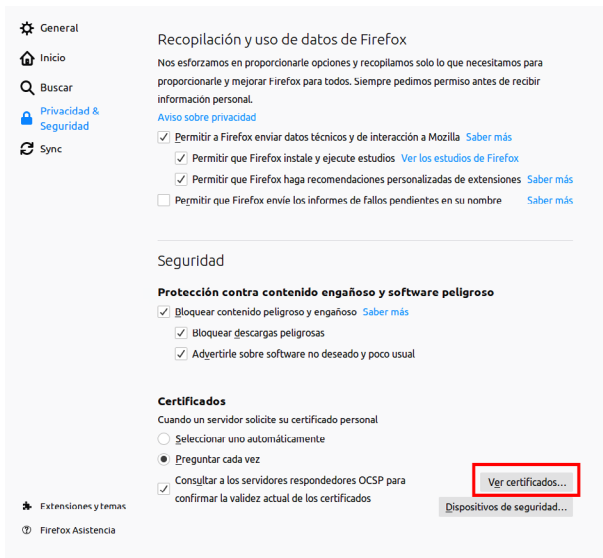 General
Inicio
Buscar
Privacidad &
Seguridad
Sync
Extensiones y temas
Firefox Asistencia
Recopilación y uso de datos de Firefox
Nos esforzamos en proporcionarle opciones y recopilamos solo lo que necesitamos para
proporcionarle y mejorar Firefox para todos. Siempre pedimos permiso antes de recibir
información personal.
Aviso sobre privacidad
Permitir a Firefox enviar datos técnicos y de interacción a Mozilla Saber más
Permitir que Firefox instale y ejecute estudios Ver los estudios de Firefox
Permitir que Firefox haga recomendaciones personalizadas de extensiones Saber más
Permitir que Firefox envíe los informes de fallos pendientes en su nombre Saber más
Seguridad
Protección contra contenido engañoso y software peligroso
Bloquear contenido peligroso y engañoso Saber más
Bloquear descargas peligrosas
Advertirle sobre software no deseado y poco usual
Certificados
Cuando un servidor solicite su certificado personal
Seleccionar uno automáticamente
Preguntar cada vez
Consultar a los servidores respondedores OCSP para
confirmar la validez actual de los certificados
Ver certificados...
Dispositivos de seguridad...